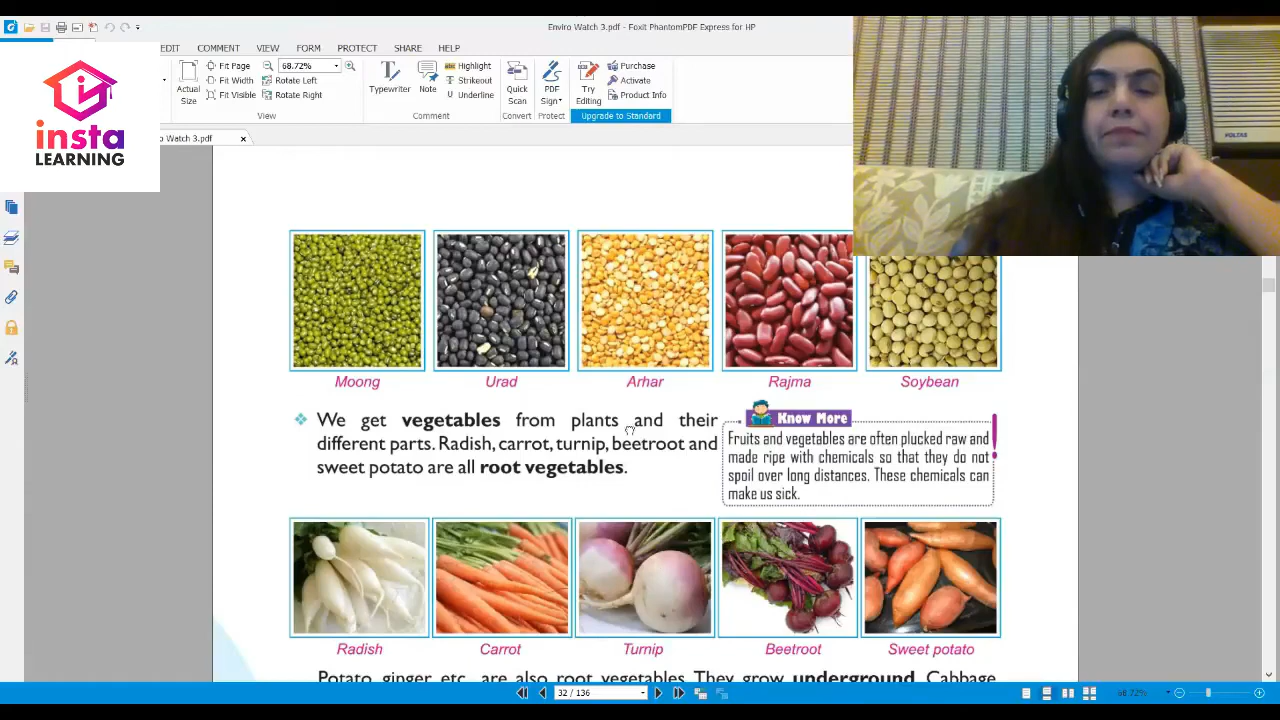 Enviro Watch 3.pdf - Foxit PhantomPDF Express for HP
EDIT COMMENT VIEW FORM PROTECT SHARE HELP
Fit Page
Fit Width
Fit Visible
Size
Rotate Left
Rotate Right
View
Typewriter
Note
Highlight
Strike
Under
Comment
Quick
Scan
Convert
PDF
Sign
Protect
Try
Editing
Purchase
Activate
Product Info
Upgrade to Standard
insta
LEARNING
o Watch 3.pdf
POLDER
Moong Urad Arhar Rajma Soybean
We get vegetables from plants and their
different parts. Radish, carrot, turnip, beetroot and
sweet potato are all root vegetables.
Know More
Fruits and vegetables are often plucked raw and
made ripe with chemicals so that they do not
spoil over long distances. These chemicals can
make us sick.
Radish Carrot Turnip Beetroot Sweet potato
Potato ginger etc. are also root vegetables. They grow underground. Cabbage
32 / 136